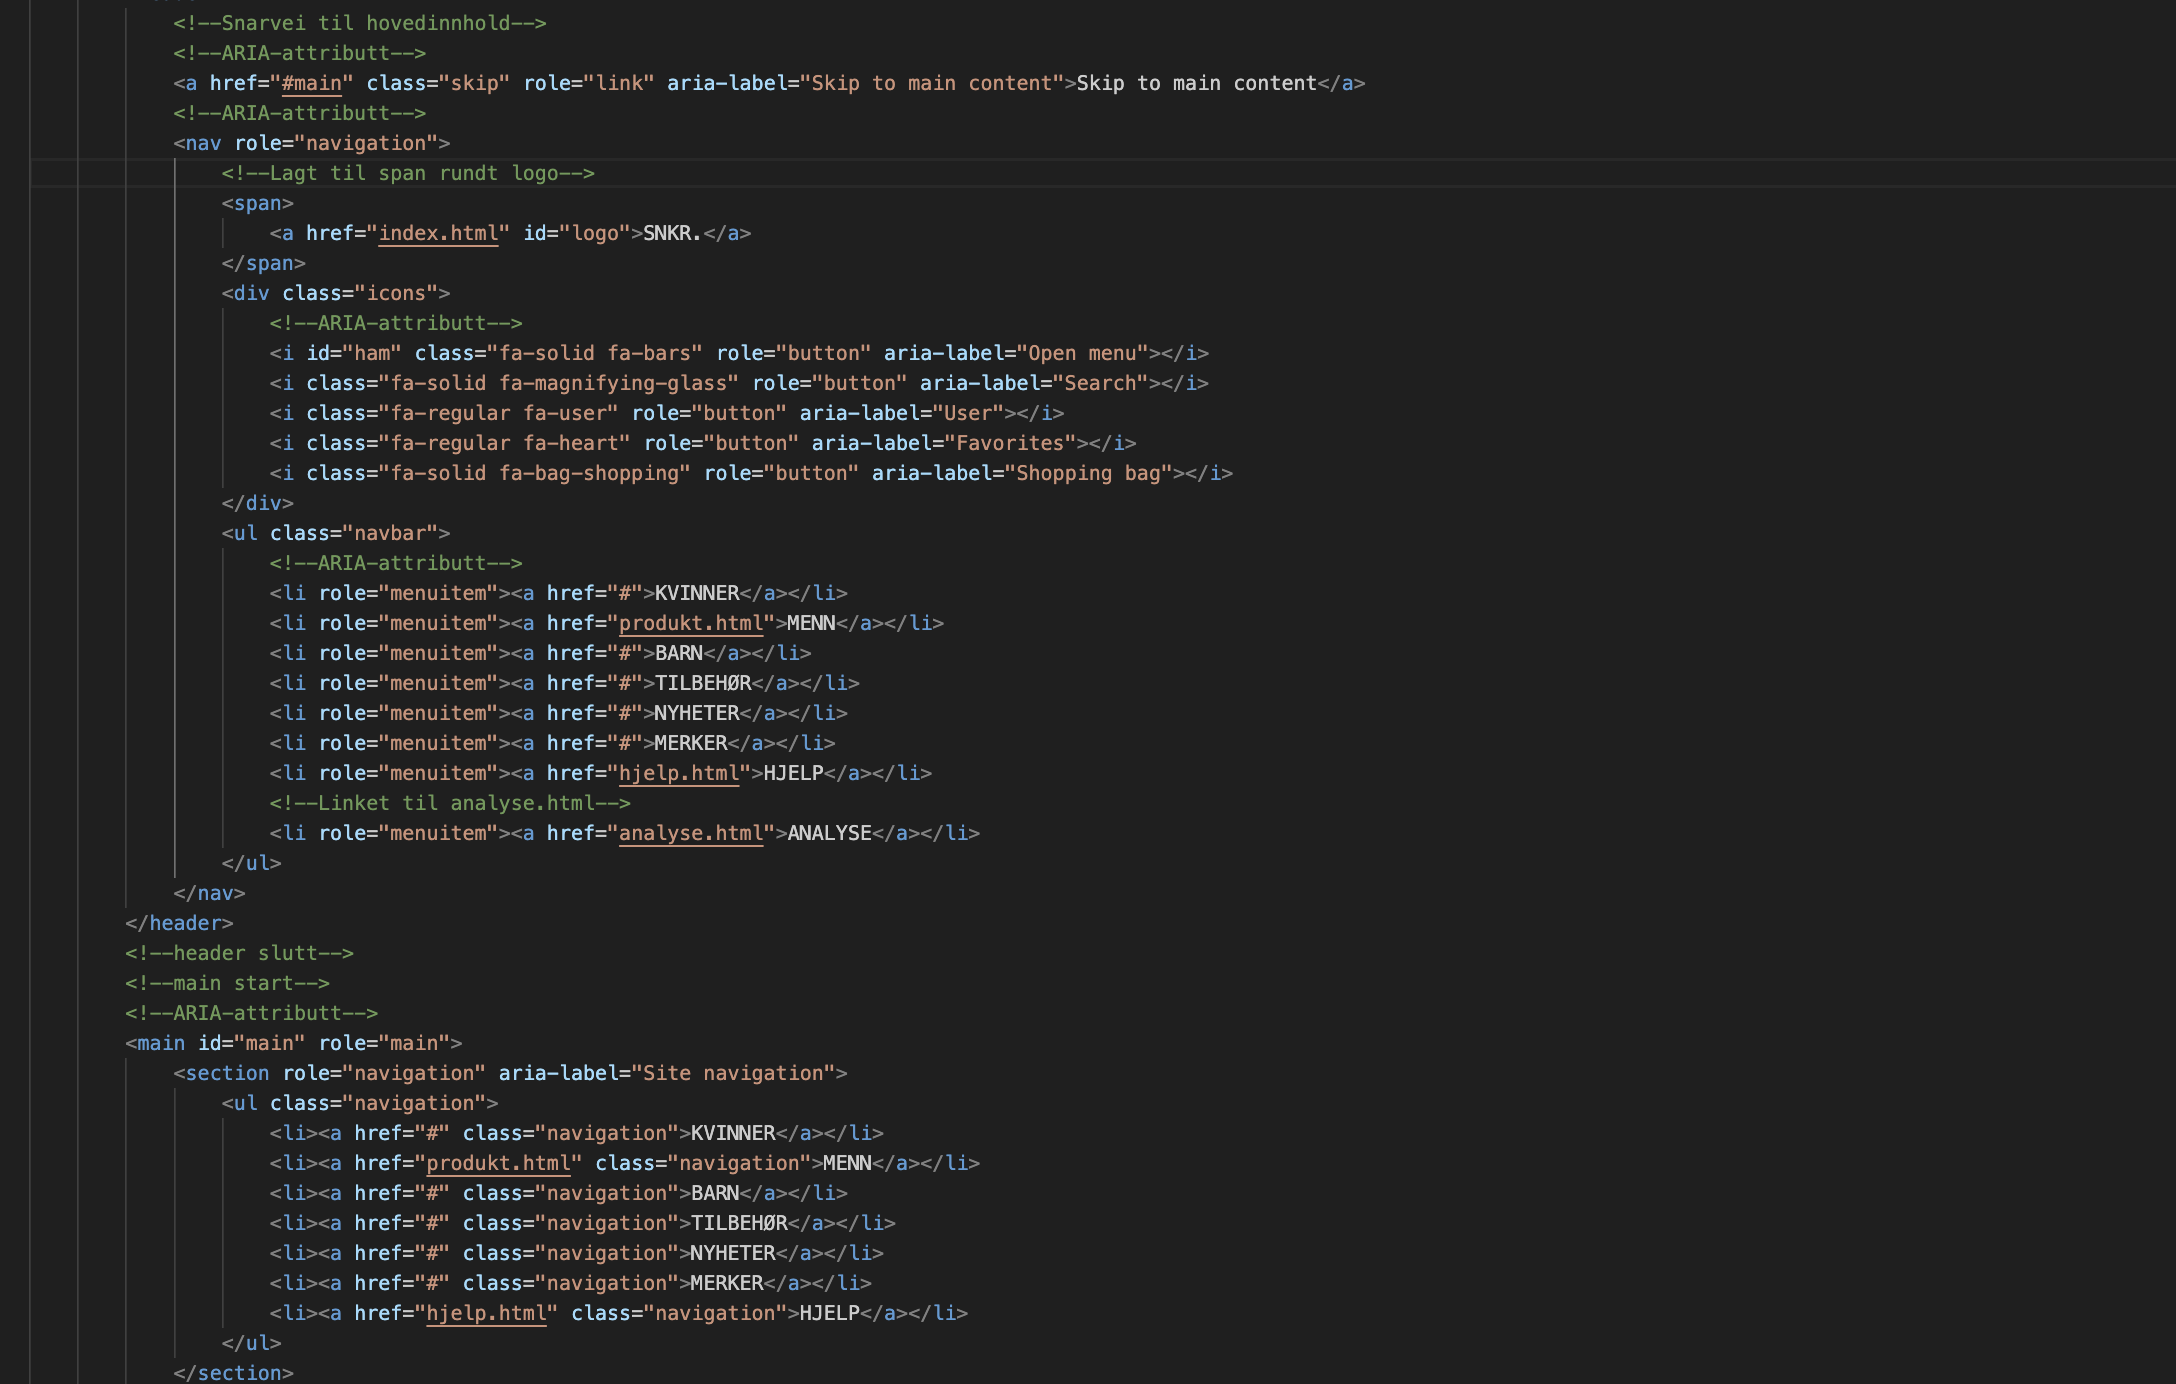 <!--Snarvei til hovedinnhold-->
<!--ARIA-attributt-->
<a href="#main" class="skip" role="link" aria-label="Skip to main content">Skip to main content</a>
<!--ARIA-attributt-->
<nav role="navigation">
<!--Lagt til span rundt logo-->
<span>
<a href="index.html" id="logo">SNKR.</a>
</span>
<div class="icons">
<!--ARIA-attributt-->
<i id="ham" class="fa-solid fa-bars" role="button" aria-label="Open menu"></i>
<i class="fa-solid fa-magnifying-glass" role="button" aria-label="Search"></i>
<i class="fa-regular fa-user" role="button" aria-label="User"></i>
<i class="fa-regular fa-heart" role="button" aria-label="Favorites"></i>
<i class="fa-solid fa-bag-shopping" role="button" aria-label="Shopping bag"></i>
</div>
<ul class="navbar">
<!--ARIA-attributt-->
<li role="menuitem"><a href="#">KVINNER</a></li>
<li role="menuitem"><a href="produkt.html">MENN</a></li>
<li role="menuitem"><a href="#">BARN</a></li>
<li role="menuitem"><a href="#">TILBEHØR</a></li>
<li role="menuitem"><a href="#">NYHETER</a></li>
<li role="menuitem"><a href="#">MERKER</a></li>
<li role="menuitem"><a href="hjelp.html">HJELP</a></li>
<!--Linket til analyse.html-->
<li role="menuitem"><a href="analyse.html">ANALYSE</a></li>
</ul>
</nav>
</header>
<!--header slutt-->
<!--main start-->
<!--ARIA-attributt-->
<main id="main" role="main">
<section role="navigation" aria-label="Site navigation">
<ul class="navigation">
<li><a href="#" class="navigation">KVINNER</a></li>
<li><a href="produkt.html" class="navigation">MENN</a></li>
<li><a href="#" class="navigation">BARN</a></li>
<li><a href="#" class="navigation">TILBEHØR</a></li>
<li><a href="#" class="navigation">NYHETER</a></li>
<li><a href="#" class="navigation">MERKER</a></li>
<li><a href="hjelp.html" class="navigation">HJELP</a></li>
</ul>
</section>